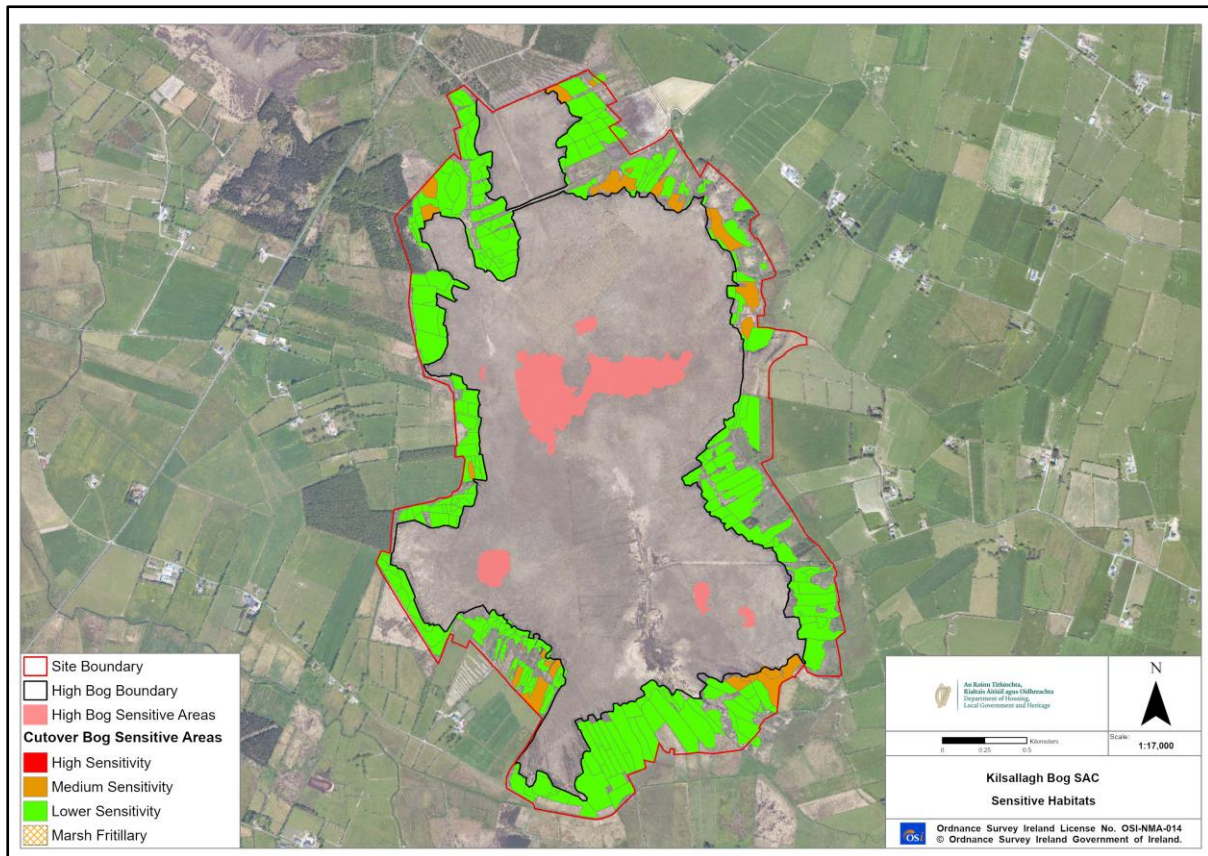 Site Boundary
High Bog Boundary
High Bog Sensitive Areas
Cutover Bog Sensitive Areas
High Sensitivity
Medium Sensitivity
Lower Sensitivity
Marsh Fritillary
An Roinn Tithíochta,
Rialtais Áitiúil agus Oidhreachta
Department of Housing,
Local Government and Heritage
N
Kilometers
0 0.25 0.5
Scale:
1:17,000
Kilsallagh Bog SAC
Sensitive Habitats
OSi
Ordnance Survey Ireland License No. OSI-NMA-014
© Ordnance Survey Ireland Government of Ireland.